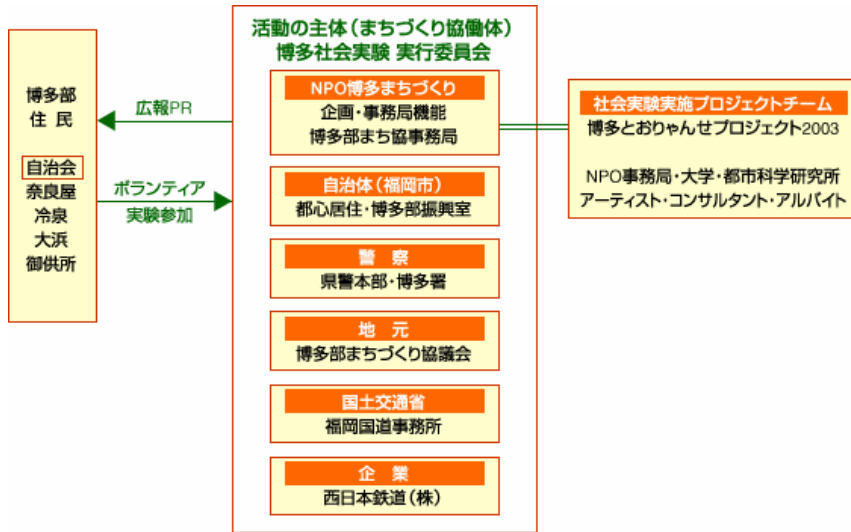 博多部
住 民
自治会
奈良屋
冷泉
大浜
御供所
広報PR
ボランティア
実験参加
活動の主体(まちづくり協働体)
博多社会実験 実行委員会
NPO博多まちづくり
企画・事務局機能
博多部まち協事務局
自治体(福岡市)
都心居住・博多部振興室
警 察
県警本部・博多署
地 元
博多部まちづくり協議会
国土交通省
福岡国道事務所
企 業
西日本鉄道(株)
社会実験実施プロジェクトチーム
博多とおりゃんせプロジェクト2003
NPO事務局・大学・都市科学研究所
アーティスト・コンサルタント・アルバイト